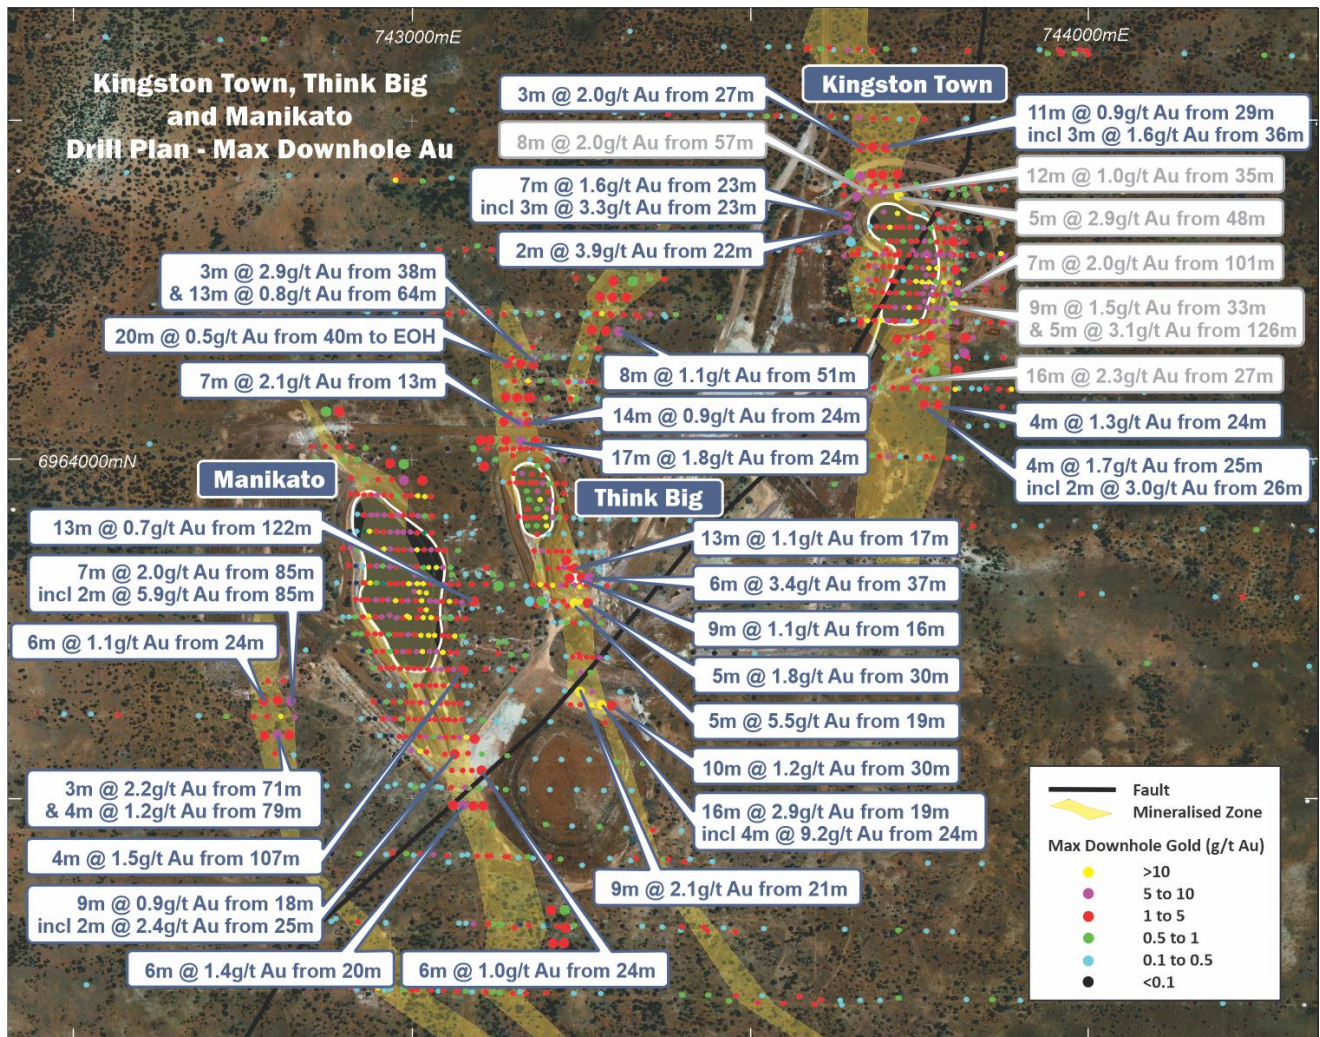 743000mE
744000mE
Kingston Town, Think Big
and Manikato
Drill Plan - Max Downhole Au
Kingston Town
3m @ 2.0g/t Au from 27m
11m @ 0.9g/t Au from 29m
incl 3m @ 1.6g/t Au from 36m
8m @ 2.0g/t Au from 57m
12m @ 1.0g/t Au from 35m
7m @ 1.6g/t Au from 23m
incl 3m @ 3.3g/t Au from 23m
5m @ 2.9g/t Au from 48m
2m @ 3.9g/t Au from 22m
7m @ 2.0g/t Au from 101m
3m @ 2.9g/t Au from 38m
& 13m @ 0.8g/t Au from 64m
9m @ 1.5g/t Au from 33m
& 5m @ 3.1g/t Au from 126m
20m @ 0.5g/t Au from 40m to EOH
7m @ 2.1g/t Au from 13m
8m @ 1.1g/t Au from 51m
16m @ 2.3g/t Au from 27m
14m @ 0.9g/t Au from 24m
4m @ 1.3g/t Au from 24m
17m @ 1.8g/t Au from 24m
4m @ 1.7g/t Au from 25m
incl 2m @ 3.0g/t Au from 26m
6964000mN
Manikato
Think Big
13m @ 0.7g/t Au from 122m
13m @ 1.1g/t Au from 17m
7m @ 2.0g/t Au from 85m
incl 2m @ 5.9g/t Au from 85m
6m @ 3.4g/t Au from 37m
6m @ 1.1g/t Au from 24m
9m @ 1.1g/t Au from 16m
5m @ 1.8g/t Au from 30m
5m @ 5.5g/t Au from 19m
10m @ 1.2g/t Au from 30m
3m @ 2.2g/t Au from 71m
& 4m @ 1.2g/t Au from 79m
16m @ 2.9g/t Au from 19m
incl 4m @ 9.2g/t Au from 24m
4m @ 1.5g/t Au from 107m
9m @ 2.1g/t Au from 21m
9m @ 0.9g/t Au from 18m
incl 2m @ 2.4g/t Au from 25m
6m @ 1.4g/t Au from 20m
6m @ 1.0g/t Au from 24m
Fault
Mineralised Zone
Max Downhole Gold (g/t Au)
>10
5 to 10
1 to 5
0.5 to 1
0.1 to 0.5
<0.1